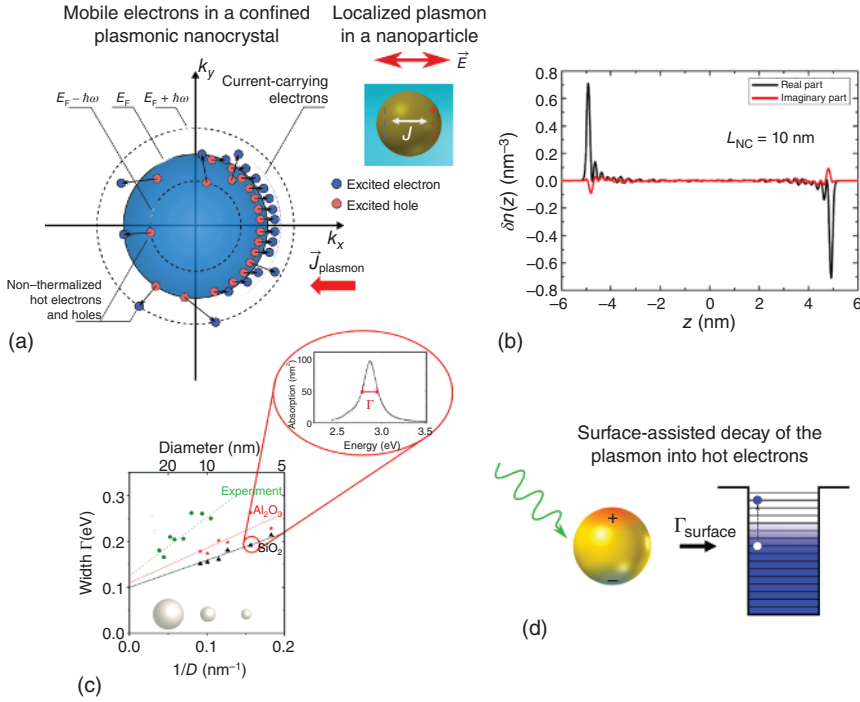 Mobile electrons in a confined
plasmonic nanocrystal
Localized plasmon
in a nanoparticle
E
J
k_y
E_F − ħω
E_F
E_F + ħω
Current-carrying
electrons
Excited electron
Excited hole
k_x
J_plasmon
Non–thermalized
hot electrons
and holes
(a)
0.8
0.6
0.4
0.2
0.0
−0.2
−0.4
−0.6
−0.8
δn(z) (nm−3)
Real part
Imaginary part
L_NC = 10 nm
−6
−4
−2
0
2
4
6
z (nm)
(b)
100
50
0
Absorption (nm²)
Γ
2.5
3.0
3.5
Energy (eV)
Diameter (nm)
20
10
5
0.3
0.2
0.1
0.0
Width Γ(eV)
Experiment
Al₂O₃
SiO₂
0.0
0.1
0.2
1/D (nm⁻¹)
(c)
Surface-assisted decay of the
plasmon into hot electrons
+
−
Γ_surface
(d)